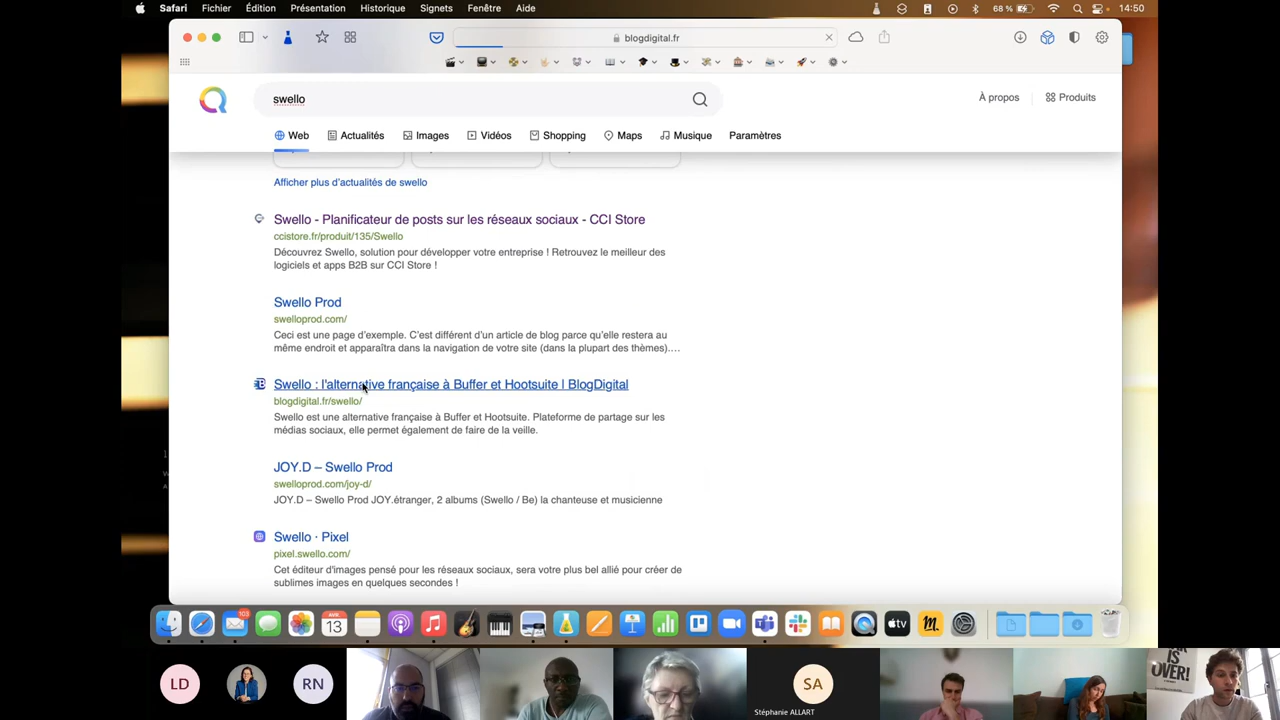 Safari Fichier Édition Présentation Historique Signets Fenêtre Aide
68 % 14:50
blogdigital.fr
swello
À propos
Produits
Web Actualités Images Vidéos Shopping Maps Musique Paramètres
Afficher plus d'actualités de swello
Swello - Planificateur de posts sur les réseaux sociaux - CCI Store
ccistore.fr/produit/135/Swello
Découvrez Swello, solution pour développer votre entreprise ! Retrouvez le meilleur des
logiciels et apps B2B sur CCI Store !
Swello Prod
swelloprod.com/
Ceci est une page d'exemple. C'est différent d'un article de blog parce qu'elle restera au
même endroit et apparaîtra dans la navigation de votre site (dans la plupart des thèmes)....
Swello : l'alternative française à Buffer et Hootsuite | BlogDigital
blogdigital.fr/swello/
Swello est une alternative française à Buffer et Hootsuite. Plateforme de partage sur les
médias sociaux, elle permet également de faire de la veille.
JOY.D – Swello Prod
swelloprod.com/joy-d/
JOY.D – Swello Prod JOY.étranger, 2 albums (Swello / Be) la chanteuse et musicienne
Swello · Pixel
pixel.swello.com/
Cet éditeur d'images pensé pour les réseaux sociaux, sera votre plus bel allié pour créer de
sublimes images en quelques secondes !
103
AVR.
13
tv
m.
LD
RN
SA
Stéphanie ALLART
IS
OVER!